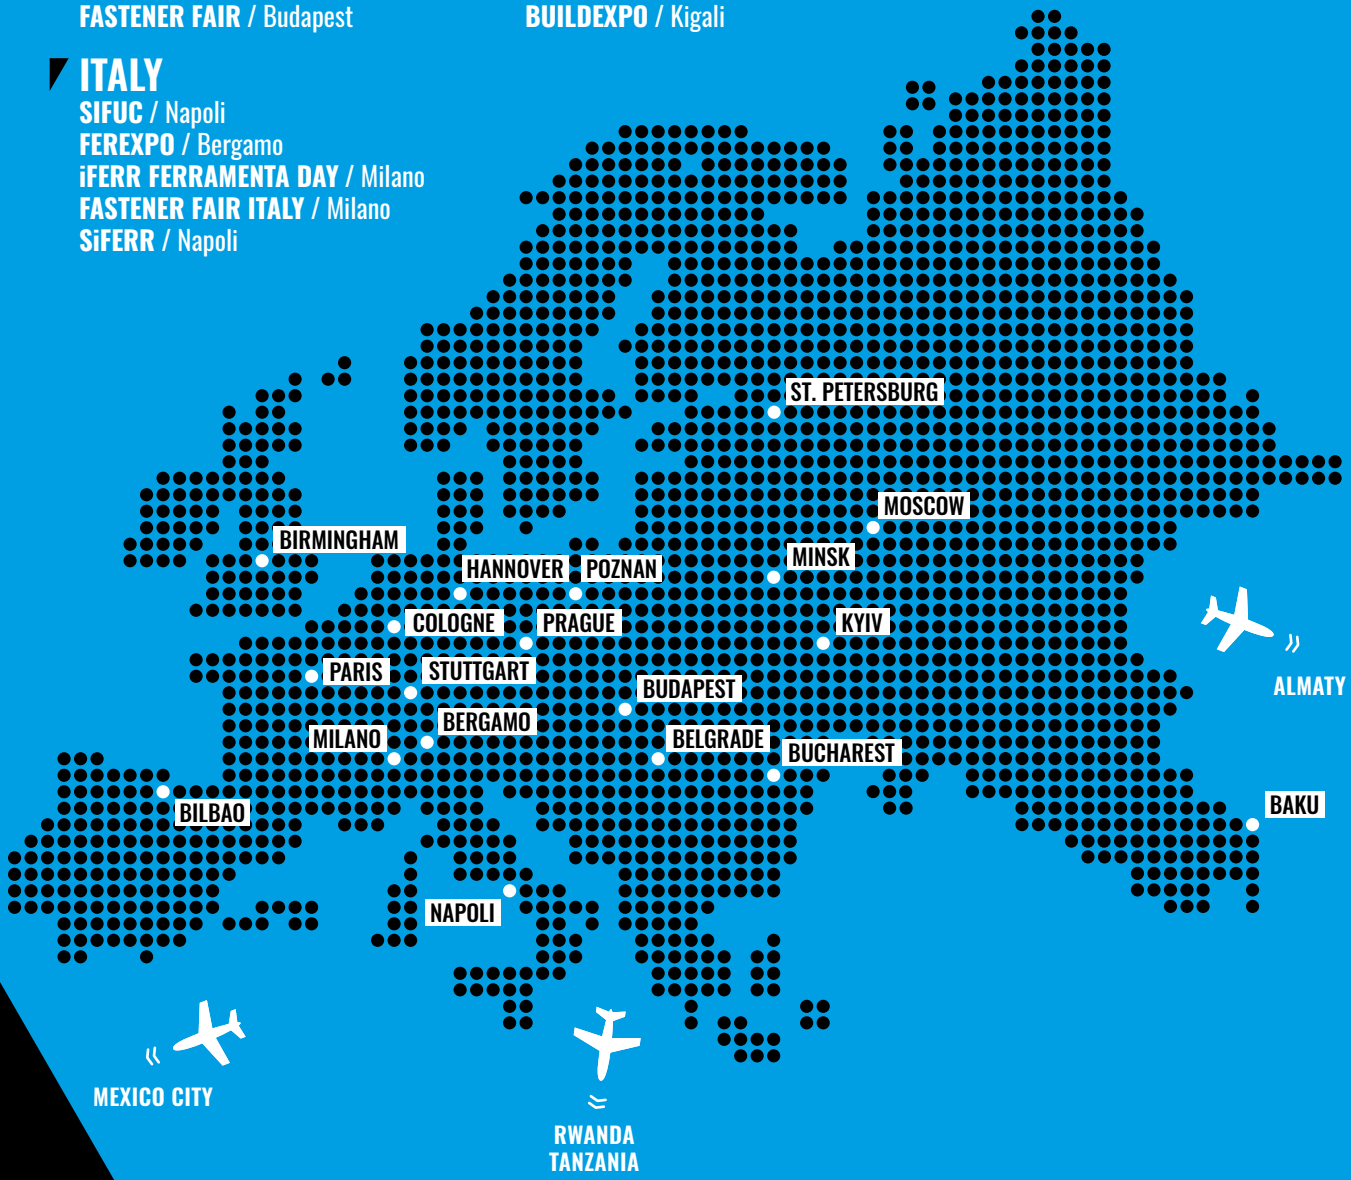 FASTENER FAIR / Budapest
BUILDEXPO / Kigali
ITALY
SIFUC / Napoli
FEREXPO / Bergamo
iFERR FERRAMENTA DAY / Milano
FASTENER FAIR ITALY / Milano
SiFERR / Napoli
ST. PETERSBURG
MOSCOW
BIRMINGHAM
MINSK
HANNOVER
POZNAN
COLOGNE
PRAGUE
KYIV
PARIS
STUTTGART
BUDAPEST
ALMATY
BERGAMO
MILANO
BELGRADE
BUCHAREST
BILBAO
BAKU
NAPOLI
MEXICO CITY
RWANDA
TANZANIA